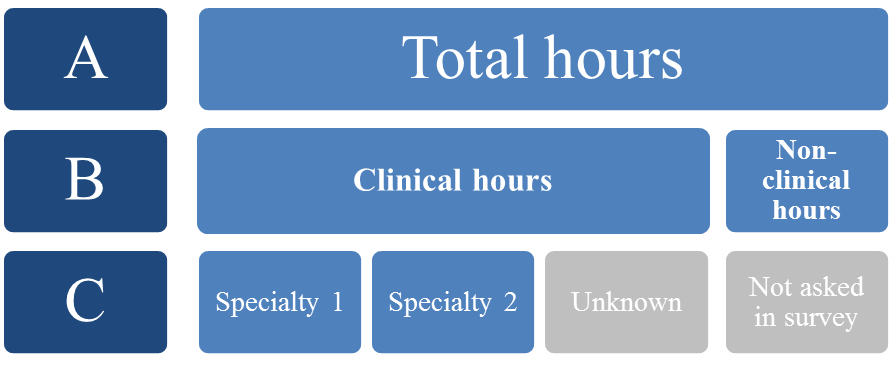 A
Total hours
B
Clinical hours
Non-
clinical
hours
C
Specialty 1
Specialty 2
Unknown
Not asked
in survey